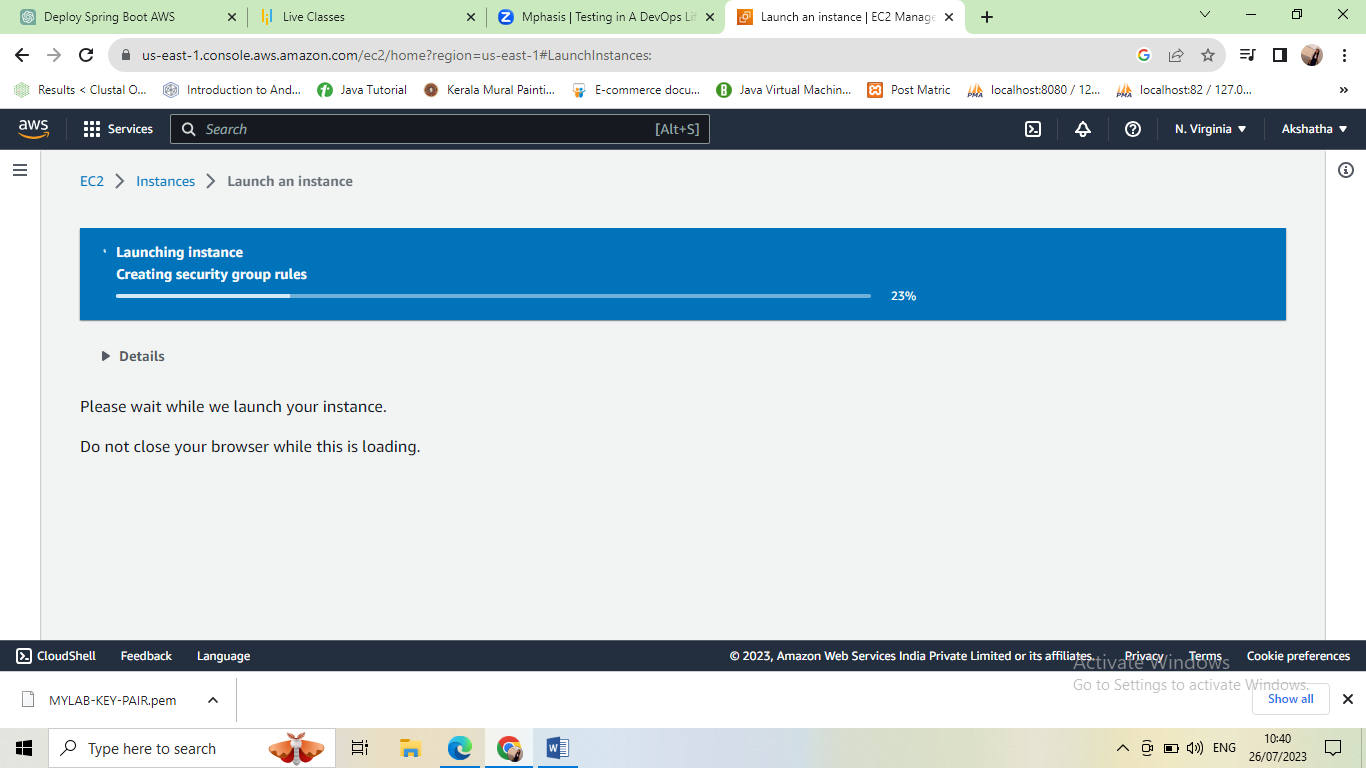 Deploy Spring Boot AWS
Live Classes
Mphasis | Testing in A DevOps Lif
Launch an instance | EC2 Manage
us-east-1.console.aws.amazon.com/ec2/home?region=us-east-1#LaunchInstances:
Results < Clustal O...
Introduction to And...
Java Tutorial
Kerala Mural Painti...
E-commerce docu...
Java Virtual Machin...
Post Matric
localhost:8080 / 12...
localhost:82 / 127.0...
»
aws
Services
Search
[Alt+S]
N. Virginia
Akshatha
EC2
Instances
Launch an instance
Launching instance
Creating security group rules
23%
Details
Please wait while we launch your instance.
Do not close your browser while this is loading.
CloudShell
Feedback
Language
© 2023, Amazon Web Services India Private Limited or its affiliates.
Privacy
Terms
Cookie preferences
Activate Windows
Go to Settings to activate Windows.
MYLAB-KEY-PAIR.pem
Show all
Type here to search
ENG
10:40
26/07/2023